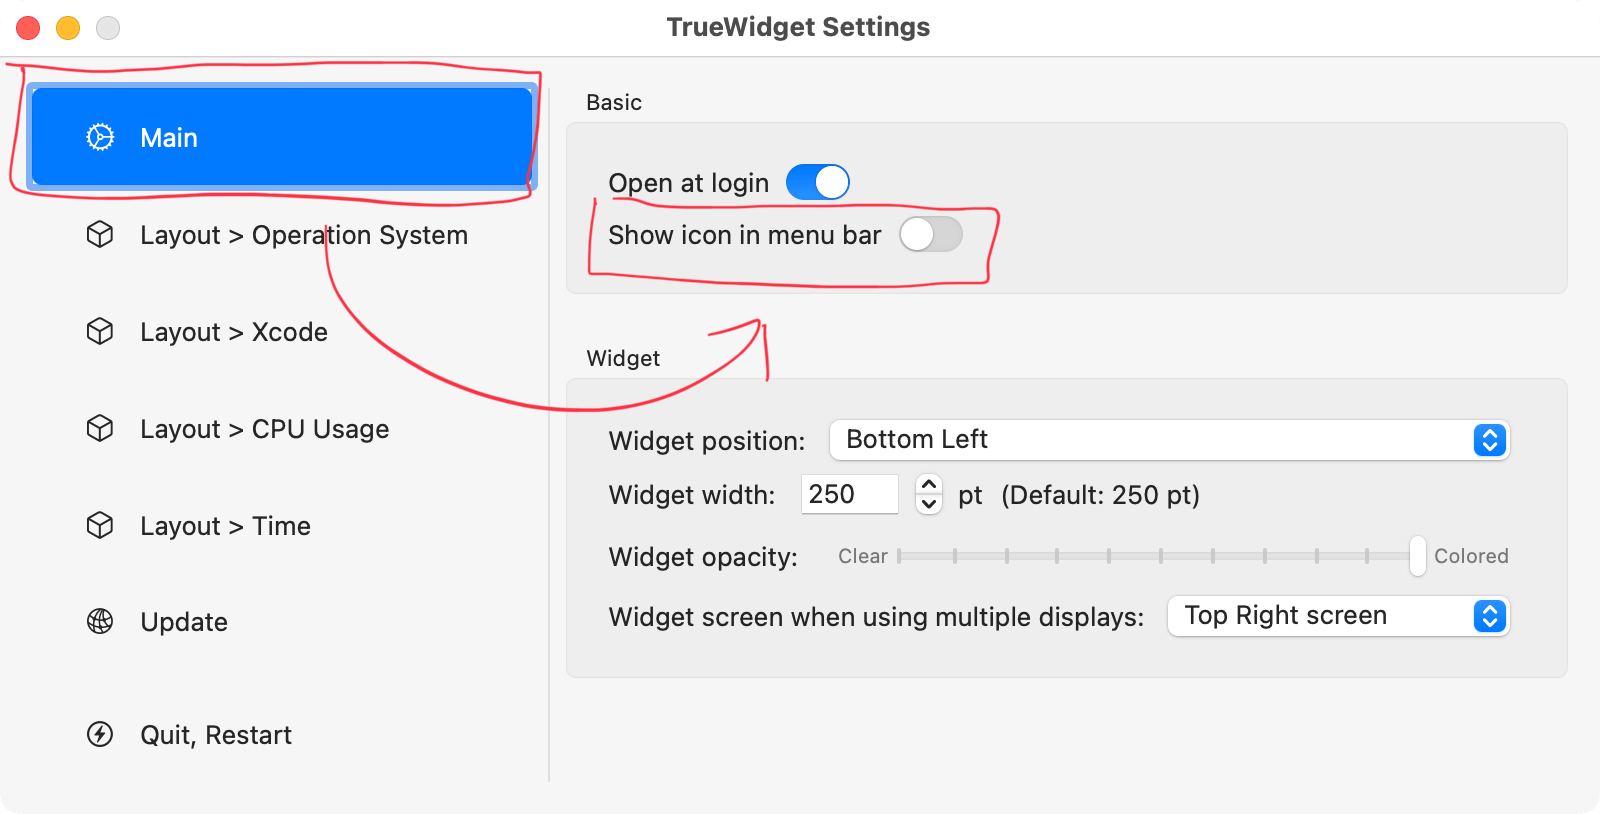 TrueWidget Settings
Main
Layout > Operation System
Layout > Xcode
Layout > CPU Usage
Layout > Time
Update
Quit, Restart
Basic
Open at login
Show icon in menu bar
Widget
Widget position: Bottom Left
Widget width: 250 pt (Default: 250 pt)
Widget opacity: Clear Colored
Widget screen when using multiple displays: Top Right screen